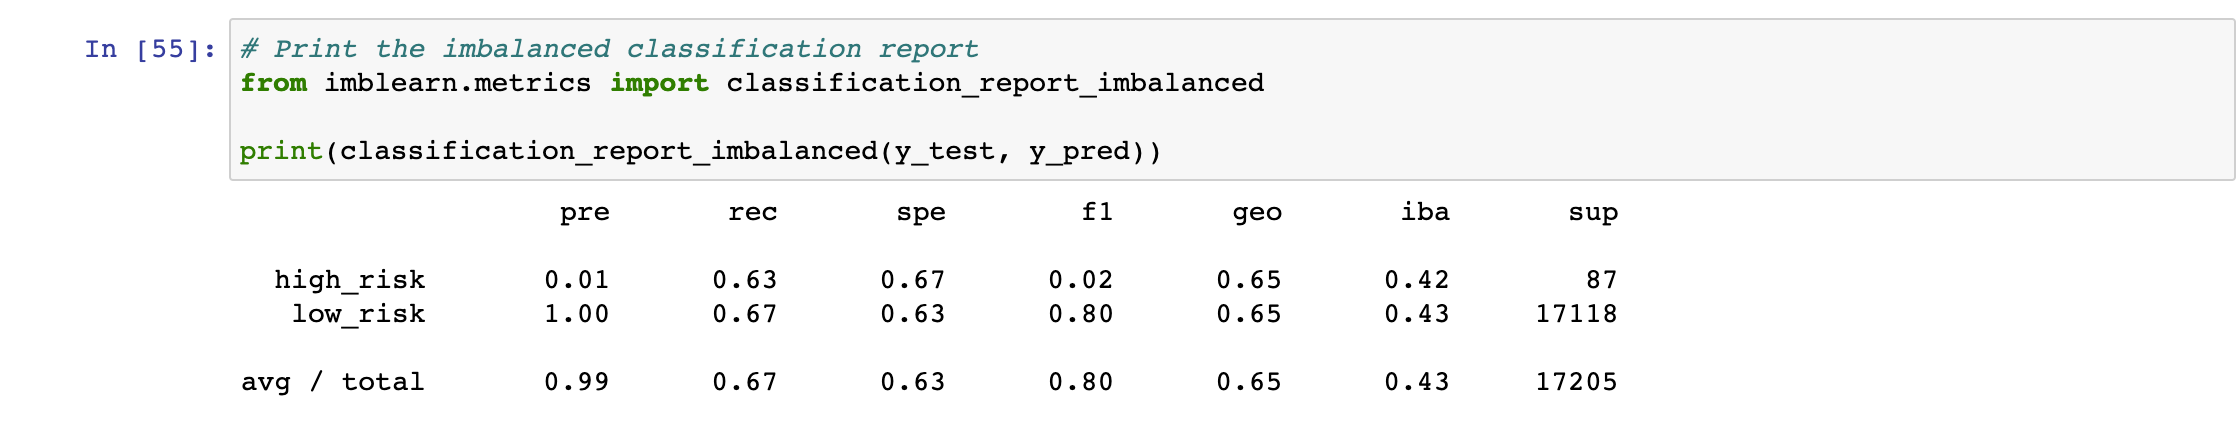 In [55]: # Print the imbalanced classification report
from imblearn.metrics import classification_report_imbalanced
print(classification_report_imbalanced(y_test, y_pred))
pre rec spe f1 geo iba sup
high_risk 0.01 0.63 0.67 0.02 0.65 0.42 87
low_risk 1.00 0.67 0.63 0.80 0.65 0.43 17118
avg / total 0.99 0.67 0.63 0.80 0.65 0.43 17205